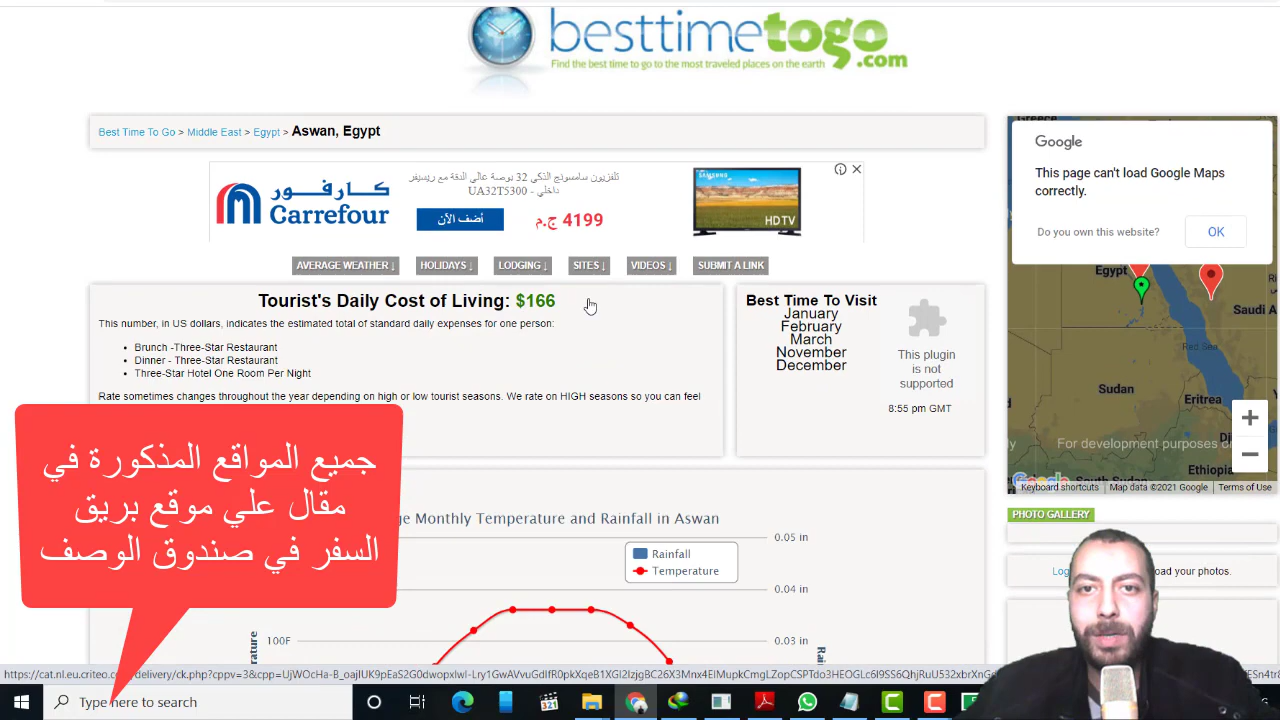 besttimetogo.com
Find the best time to go to the most traveled places on the earth
Best Time To Go > Middle East > Egypt > Aswan, Egypt
كارفور
Carrefour
تلفزيون سامسونج الذكي 32 بوصة عالي الدقة مع ريسيفر
داخلي - UA32T5300
أضف الآن
4199 ج.م
SAMSUNG
HDTV
AVERAGE WEATHER↓
HOLIDAYS↓
LODGING↓
SITES↓
VIDEOS↓
SUBMIT A LINK
Tourist's Daily Cost of Living: $166
This number, in US dollars, indicates the estimated total of standard daily expenses for one person:
Brunch -Three-Star Restaurant
Dinner - Three-Star Restaurant
Three-Star Hotel One Room Per Night
Rate sometimes changes throughout the year depending on high or low tourist seasons. We rate on HIGH seasons so you can feel
Best Time To Visit
January
February
March
November
December
This plugin
is not
supported
8:55 pm GMT
Google
This page can't load Google Maps
correctly.
Do you own this website?
OK
Egypt
Saudi A
Red Sea
Sudan
Eritrea
For development purposes
Ethiopia
Google
Keyboard shortcuts
Map data ©2021 Google
Terms of Use
PHOTO GALLERY
load your photos.
جميع المواقع المذكورة في
مقال علي موقع بريق
السفر في صندوق الوصف
Monthly Temperature and Rainfall in Aswan
Rainfall
Temperature
0.05 in
0.04 in
0.03 in
100F
Type here to search